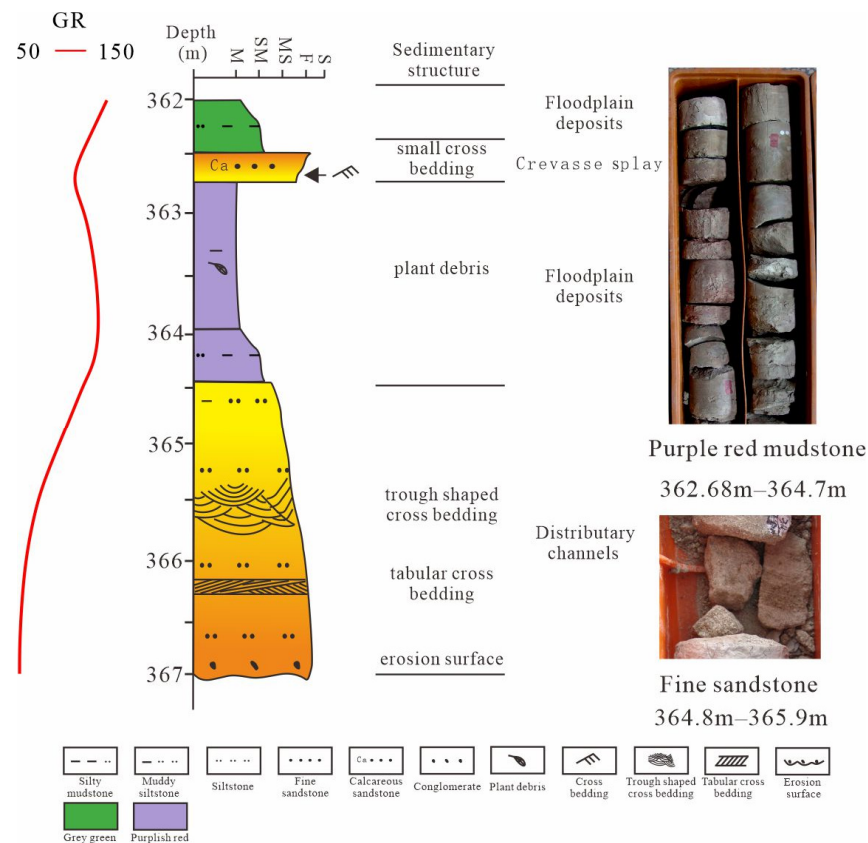 GR
50 150
Depth
(m)
M
SM
MS
F
S
Sedimentary
structure
362
363
364
365
366
367
Ca
small cross
bedding
plant debris
trough shaped
cross bedding
tabular cross
bedding
erosion surface
Floodplain
deposits
Crevasse splay
Floodplain
deposits
Distributary
channels
Purple red mudstone
362.68m–364.7m
Fine sandstone
364.8m–365.9m
Silty
mudstone
Muddy
siltstone
Siltstone
Fine
sandstone
Ca
Calcareous
sandstone
Conglomerate
Plant debris
Cross
bedding
Trough shaped
cross bedding
Tabular cross
bedding
Erosion
surface
Grey green
Purplish red